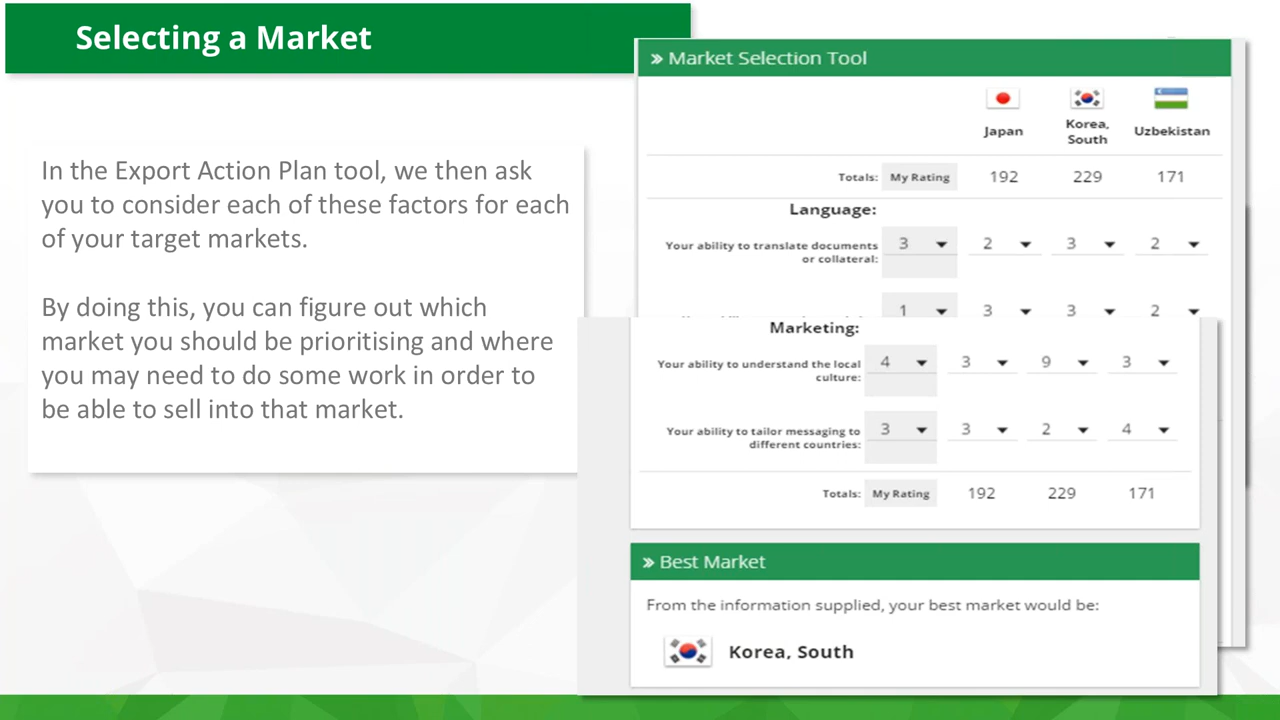 Selecting a Market
In the Export Action Plan tool, we then ask
you to consider each of these factors for each
of your target markets.
By doing this, you can figure out which
market you should be prioritising and where
you may need to do some work in order to
be able to sell into that market.
» Market Selection Tool
Japan
Korea,
South
Uzbekistan
Totals: My Rating 192 229 171
Language:
Your ability to translate documents
or collateral:
3 2 3 2
1 3 3 2
Marketing:
Your ability to understand the local
culture:
4 3 9 3
Your ability to tailor messaging to
different countries:
3 3 2 4
Totals: My Rating 192 229 171
» Best Market
From the information supplied, your best market would be:
Korea, South